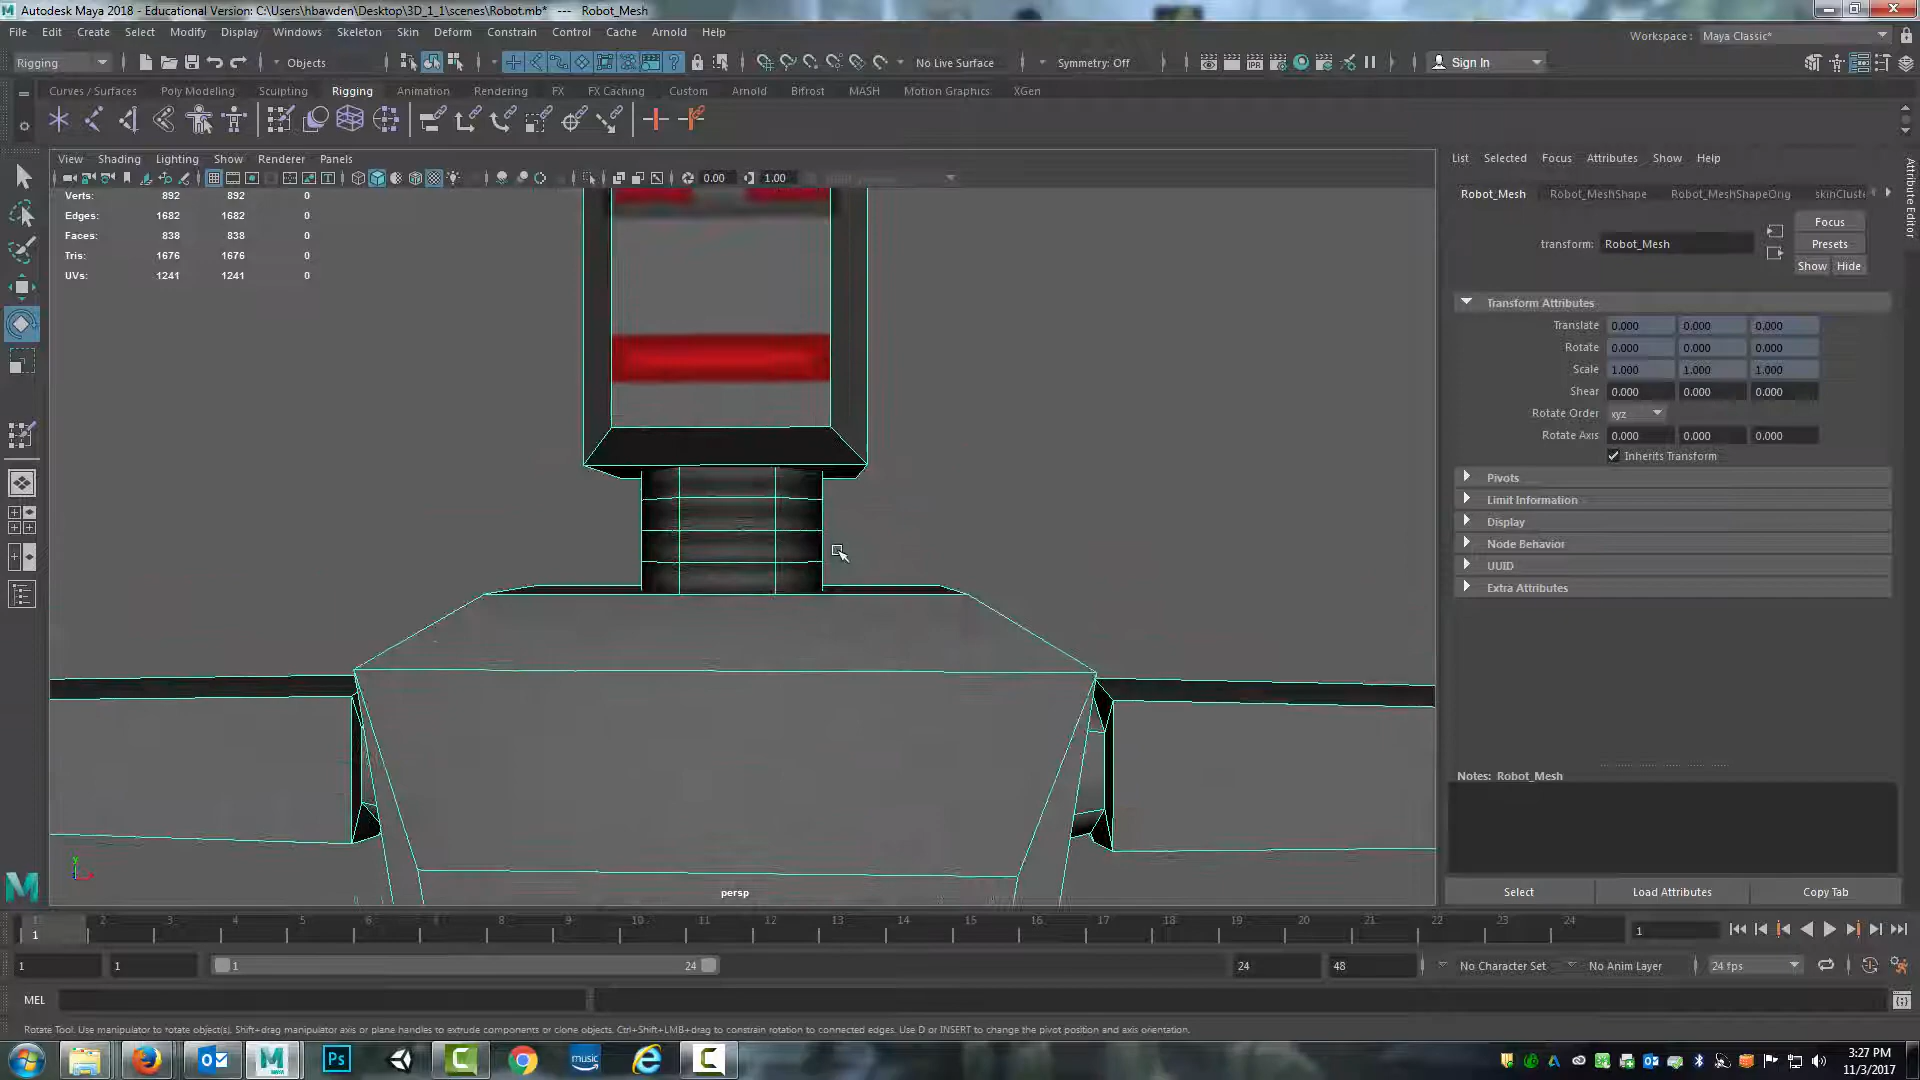 Autodesk Maya 2018 - Educational Version: C:\Users\hbawden\Desktop\3D_1_1\scenes\Robot.mb* --- Robot_Mesh
File Edit Create Select Modify Display Windows Skeleton Skin Deform Constrain Control Cache Arnold Help
Workspace : Maya Classic*
Rigging Objects No Live Surface Symmetry: Off Sign In
Curves / Surfaces Poly Modeling Sculpting Rigging Animation Rendering FX FX Caching Custom Arnold Bifrost MASH Motion Graphics XGen
View Shading Lighting Show Renderer Panels
0.00 1.00
Verts: 892 892 0
Edges: 1682 1682 0
Faces: 838 838 0
Tris: 1676 1676 0
UVs: 1241 1241 0
persp
List Selected Focus Attributes Show Help
Robot_Mesh Robot_MeshShape Robot_MeshShapeOrig skinCluste
transform: Robot_Mesh
Focus
Presets
Show Hide
Transform Attributes
Translate 0.000 0.000 0.000
Rotate 0.000 0.000 0.000
Scale 1.000 1.000 1.000
Shear 0.000 0.000 0.000
Rotate Order xyz
Rotate Axis 0.000 0.000 0.000
Inherits Transform
Pivots
Limit Information
Display
Node Behavior
UUID
Extra Attributes
Notes: Robot_Mesh
Select Load Attributes Copy Tab
Attribute Editor
1 2 3 4 5 6 7 8 9 10 11 12 13 14 15 16 17 18 19 20 21 22 23 24
1 1
1 1 1 24 24 48 No Character Set No Anim Layer 24 fps
MEL
Rotate Tool. Use manipulator to rotate object(s). Shift+drag manipulator axis or plane handles to extrude components or clone objects. Ctrl+Shift+LMB+drag to constrain rotation to connected edges. Use D or INSERT to change the pivot position and axis orientation.
3:27 PM
11/3/2017